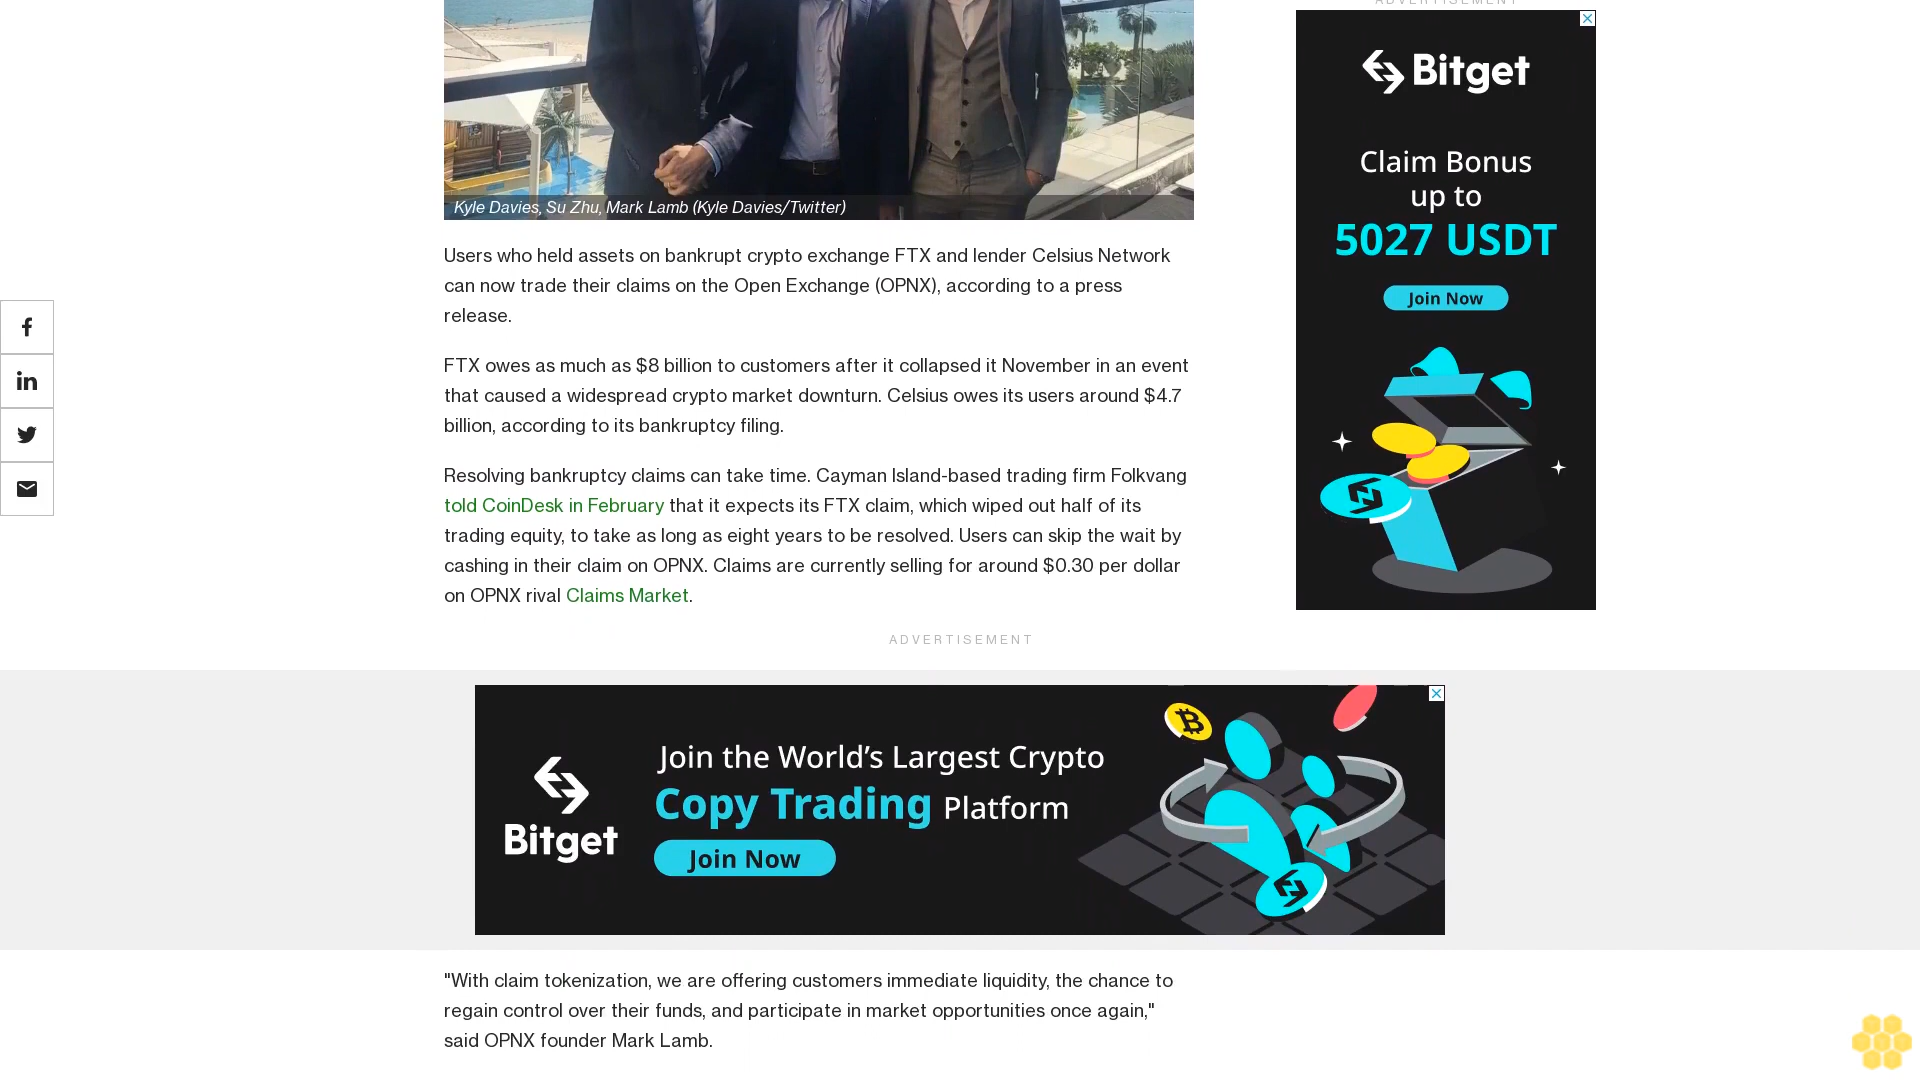 ADVERTISEMENT
Bitget
Claim Bonus
up to
5027 USDT
Join Now
Kyle Davies, Su Zhu, Mark Lamb (Kyle Davies/Twitter)
Users who held assets on bankrupt crypto exchange FTX and lender Celsius Network
can now trade their claims on the Open Exchange (OPNX), according to a press
release.
FTX owes as much as $8 billion to customers after it collapsed it November in an event
that caused a widespread crypto market downturn. Celsius owes its users around $4.7
billion, according to its bankruptcy filing.
Resolving bankruptcy claims can take time. Cayman Island-based trading firm Folkvang
told CoinDesk in February that it expects its FTX claim, which wiped out half of its
trading equity, to take as long as eight years to be resolved. Users can skip the wait by
cashing in their claim on OPNX. Claims are currently selling for around $0.30 per dollar
on OPNX rival Claims Market.
ADVERTISEMENT
Bitget
Join the World's Largest Crypto
Copy Trading Platform
Join Now
"With claim tokenization, we are offering customers immediate liquidity, the chance to
regain control over their funds, and participate in market opportunities once again,"
said OPNX founder Mark Lamb.